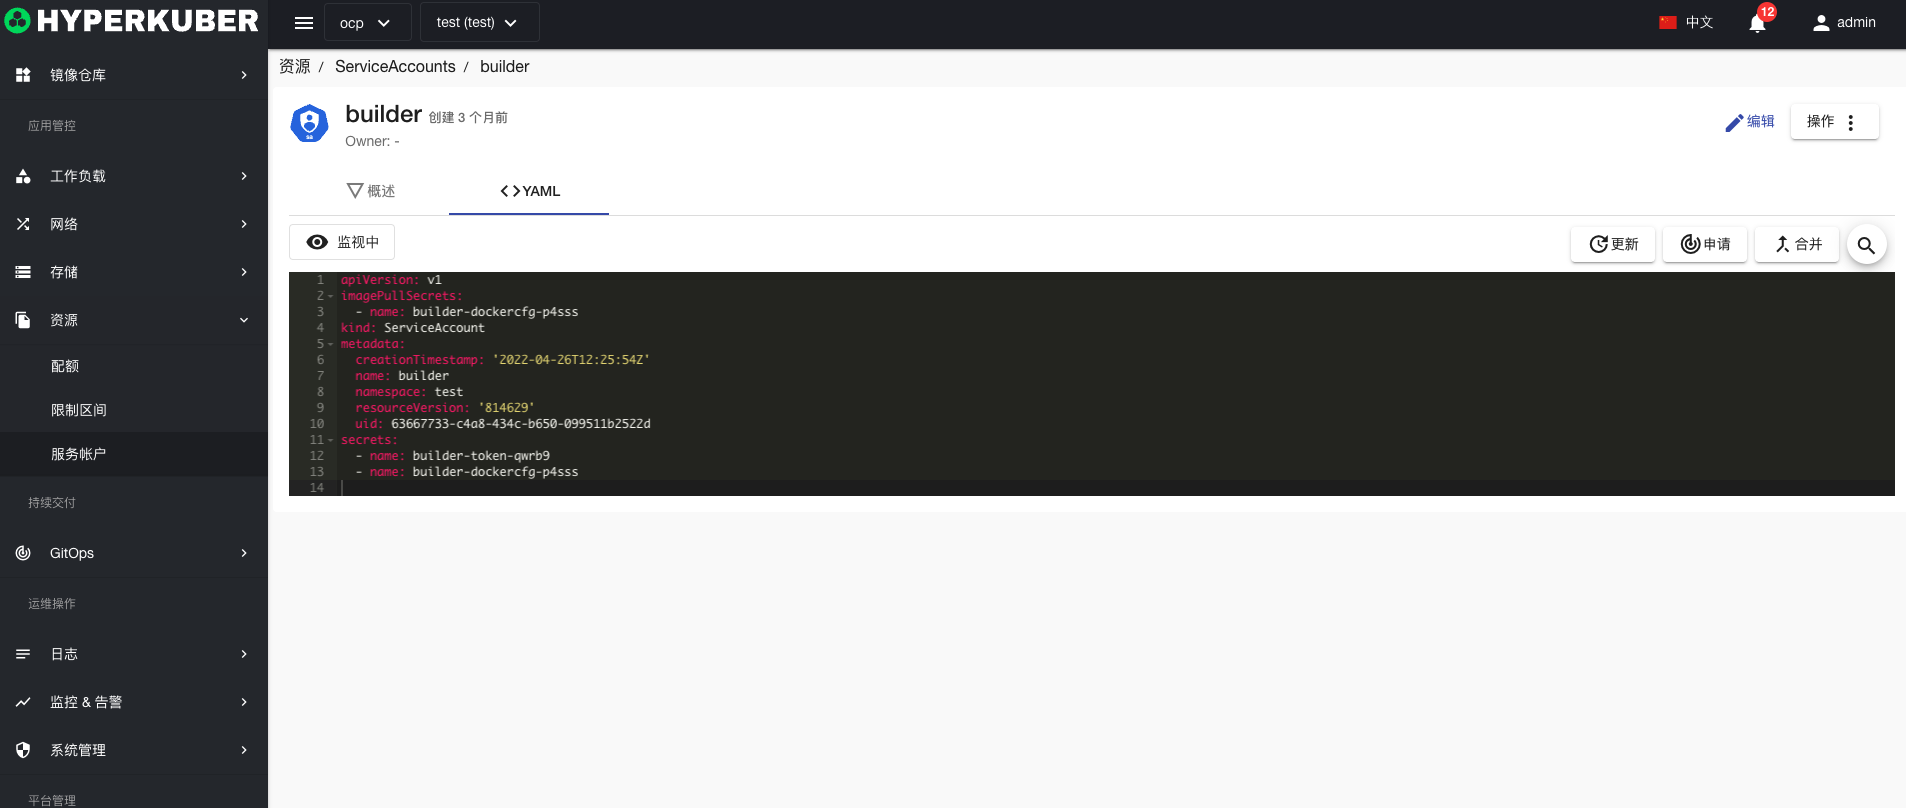 HYPERKUBER
ocp
test (test)
中文
12
admin
镜像仓库
应用管控
工作负载
网络
存储
资源
配额
限制区间
服务帐户
持续交付
GitOps
运维操作
日志
监控 & 告警
系统管理
平台管理
资源 / ServiceAccounts / builder
builder 创建 3 个月前
Owner: -
编辑
操作
概述
YAML
监视中
更新
申请
合并
1 apiVersion: v1
2 imagePullSecrets:
3 - name: builder-dockercfg-p4sss
4 kind: ServiceAccount
5 metadata:
6 creationTimestamp: '2022-04-26T12:25:54Z'
7 name: builder
8 namespace: test
9 resourceVersion: '814629'
10 uid: 63667733-c4a8-434c-b650-099511b2522d
11 secrets:
12 - name: builder-token-qwrb9
13 - name: builder-dockercfg-p4sss
14